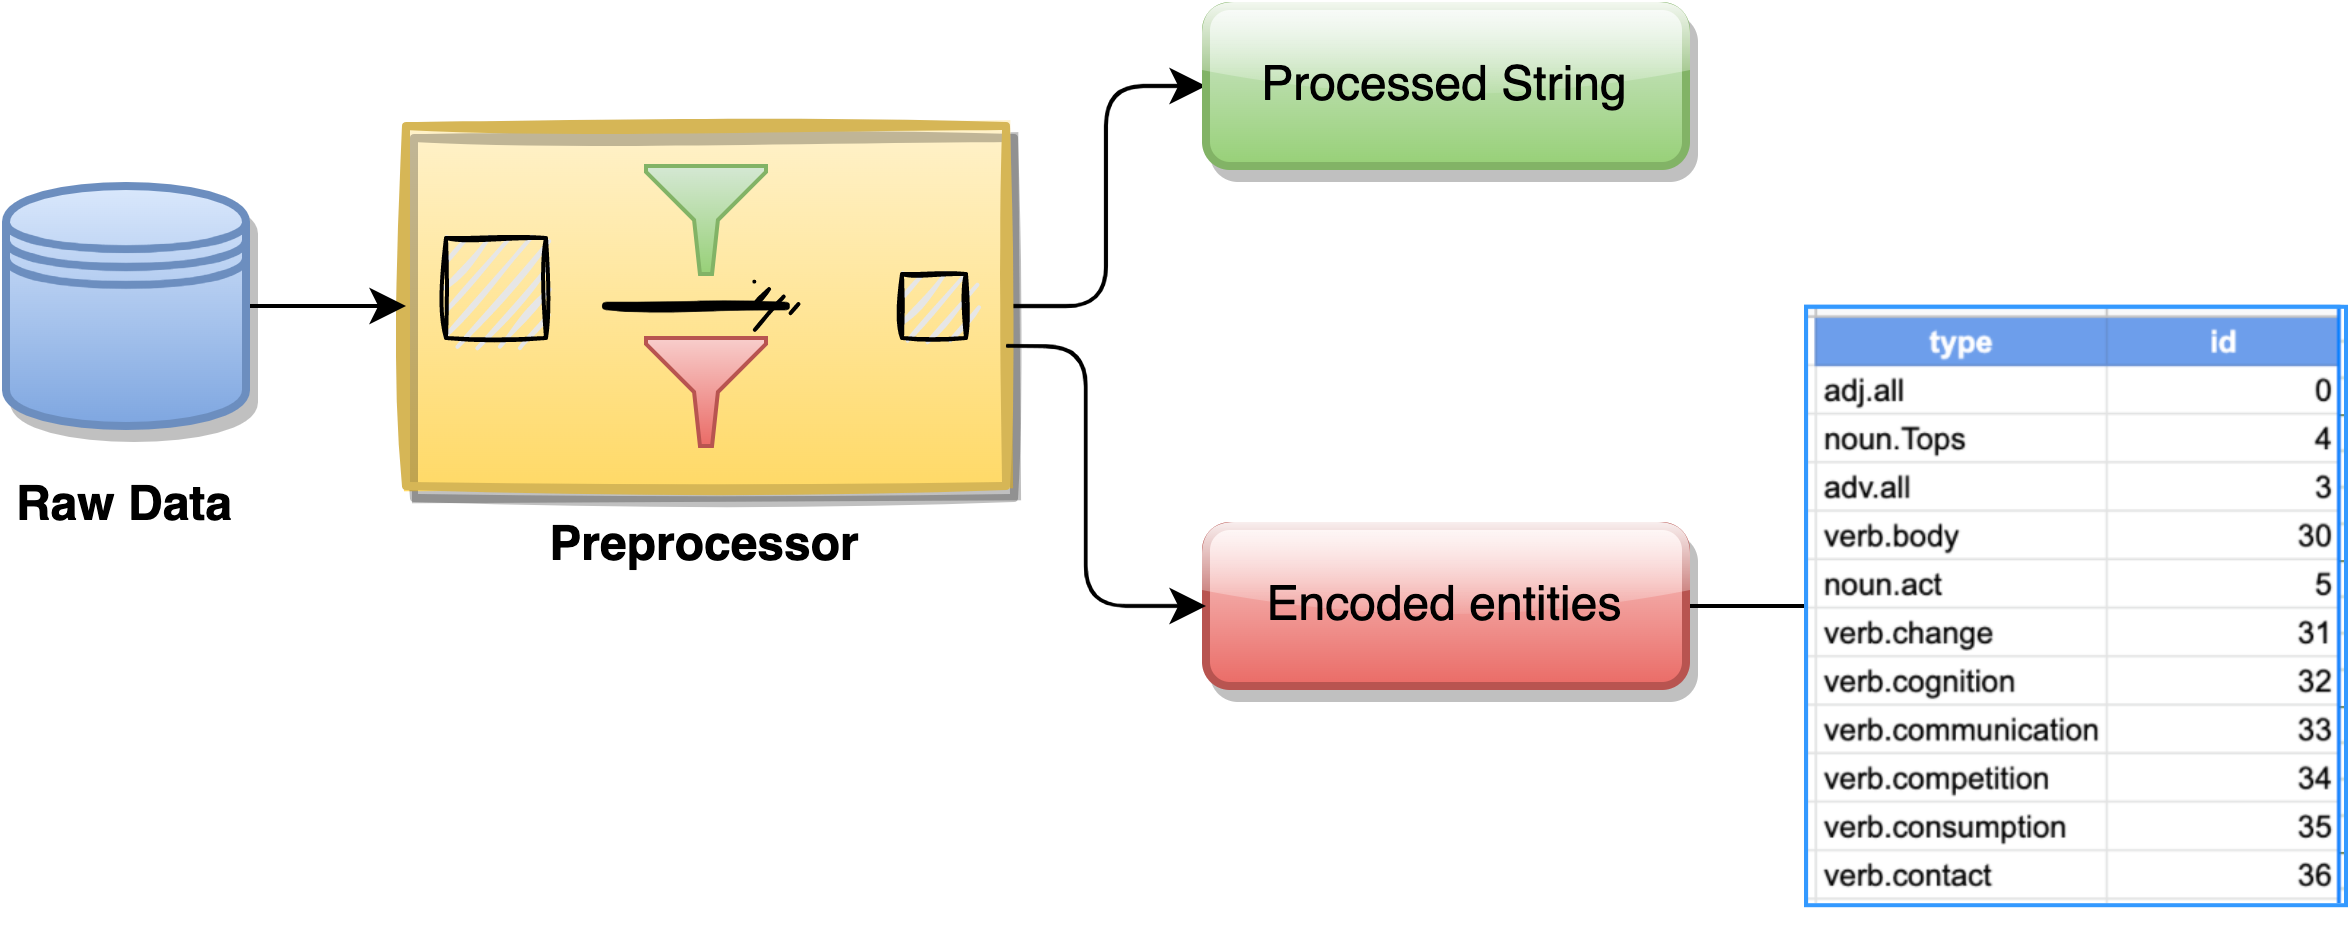 Raw Data
Preprocessor
Processed String
Encoded entities
type id
adj.all 0
noun.Tops 4
adv.all 3
verb.body 30
noun.act 5
verb.change 31
verb.cognition 32
verb.communication 33
verb.competition 34
verb.consumption 35
verb.contact 36